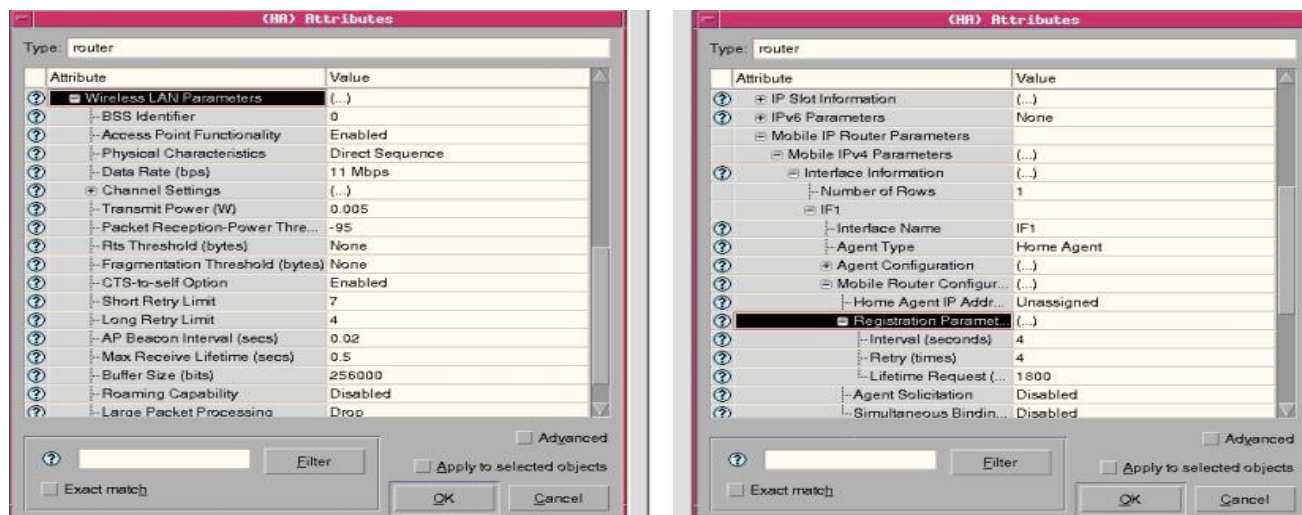 (HA) Attributes
Type: router
Attribute Value
Wireless LAN Parameters (...)
BSS Identifier 0
Access Point Functionality Enabled
Physical Characteristics Direct Sequence
Data Rate (bps) 11 Mbps
Channel Settings (...)
Transmit Power (W) 0.005
Packet Reception-Power Thre... -95
Rts Threshold (bytes) None
Fragmentation Threshold (bytes) None
CTS-to-self Option Enabled
Short Retry Limit 7
Long Retry Limit 4
AP Beacon Interval (secs) 0.02
Max Receive Lifetime (secs) 0.5
Buffer Size (bits) 256000
Roaming Capability Disabled
Large Packet Processing Drop
Advanced
Filter
Apply to selected objects
Exact match
OK Cancel
(HA) Attributes
Type: router
Attribute Value
IP Slot Information (...)
IPv6 Parameters None
Mobile IP Router Parameters
Mobile IPv4 Parameters (...)
Interface Information (...)
Number of Rows 1
IF1
Interface Name IF1
Agent Type Home Agent
Agent Configuration (...)
Mobile Router Configur... (...)
Home Agent IP Addr... Unassigned
Registration Paramet... (...)
Interval (seconds) 4
Retry (times) 4
Lifetime Request (... 1800
Agent Solicitation Disabled
Simultaneous Bindin... Disabled
Advanced
Filter
Apply to selected objects
Exact match
OK Cancel